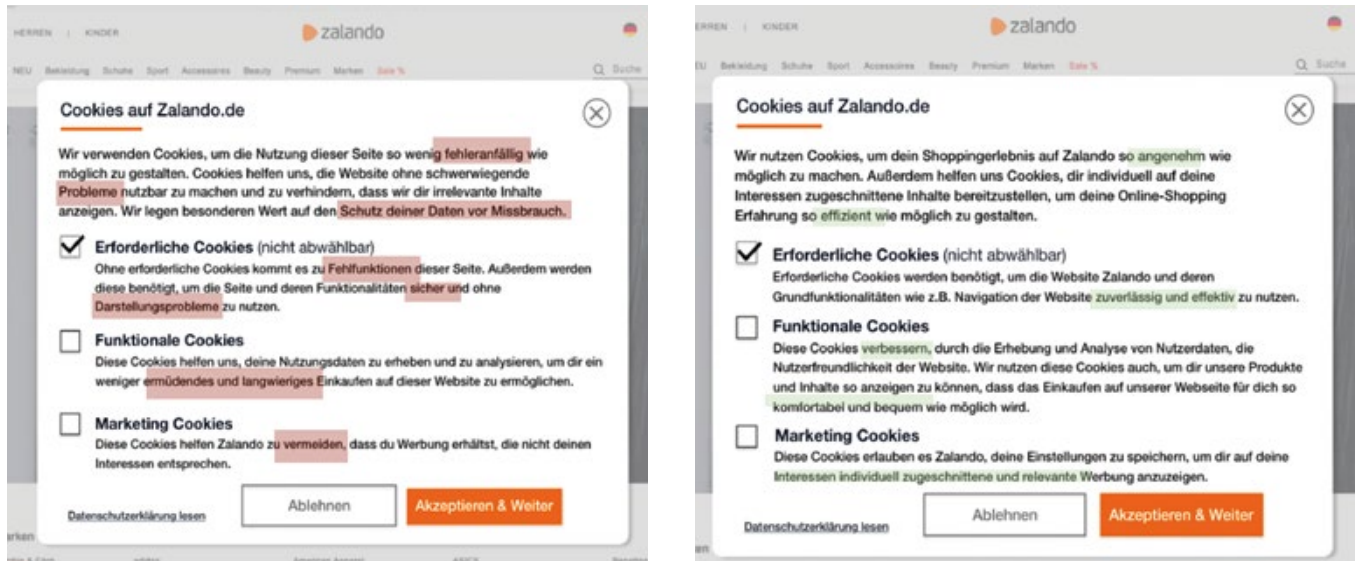 HERREN | KINDER
zalando
NEU Bekleidung Schuhe Sport Accessoires Beauty Premium Marken Sale %
Suche
Cookies auf Zalando.de
Wir verwenden Cookies, um die Nutzung dieser Seite so wenig fehleranfällig wie
möglich zu gestalten. Cookies helfen uns, die Website ohne schwerwiegende
Probleme nutzbar zu machen und zu verhindern, dass wir dir irrelevante Inhalte
anzeigen. Wir legen besonderen Wert auf den Schutz deiner Daten vor Missbrauch.
Erforderliche Cookies (nicht abwählbar)
Ohne erforderliche Cookies kommt es zu Fehlfunktionen dieser Seite. Außerdem werden
diese benötigt, um die Seite und deren Funktionalitäten sicher und ohne
Darstellungsprobleme zu nutzen.
Funktionale Cookies
Diese Cookies helfen uns, deine Nutzungsdaten zu erheben und zu analysieren, um dir ein
weniger ermüdendes und langwieriges Einkaufen auf dieser Website zu ermöglichen.
Marketing Cookies
Diese Cookies helfen Zalando zu vermeiden, dass du Werbung erhältst, die nicht deinen
Interessen entsprechen.
Datenschutzerklärung lesen
Ablehnen
Akzeptieren & Weiter
arken
ERREN | KINDER
zalando
EU Bekleidung Schuhe Sport Accessoires Beauty Premium Marken Sale %
Suche
Cookies auf Zalando.de
Wir nutzen Cookies, um dein Shoppingerlebnis auf Zalando so angenehm wie
möglich zu machen. Außerdem helfen uns Cookies, dir individuell auf deine
Interessen zugeschnittene Inhalte bereitzustellen, um deine Online-Shopping
Erfahrung so effizient wie möglich zu gestalten.
Erforderliche Cookies (nicht abwählbar)
Erforderliche Cookies werden benötigt, um die Website Zalando und deren
Grundfunktionalitäten wie z.B. Navigation der Website zuverlässig und effektiv zu nutzen.
Funktionale Cookies
Diese Cookies verbessern, durch die Erhebung und Analyse von Nutzerdaten, die
Nutzerfreundlichkeit der Website. Wir nutzen diese Cookies auch, um dir unsere Produkte
und Inhalte so anzeigen zu können, dass das Einkaufen auf unserer Webseite für dich so
komfortabel und bequem wie möglich wird.
Marketing Cookies
Diese Cookies erlauben es Zalando, deine Einstellungen zu speichern, um dir auf deine
Interessen individuell zugeschnittene und relevante Werbung anzuzeigen.
Datenschutzerklärung lesen
Ablehnen
Akzeptieren & Weiter